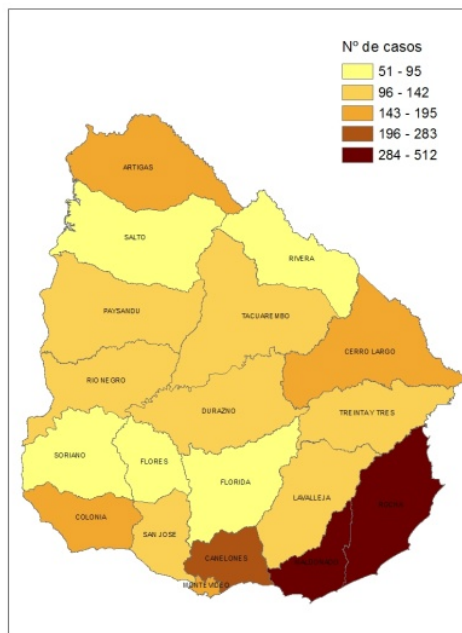 Nº de casos
51 - 95
96 - 142
143 - 195
196 - 283
284 - 512
ARTIGAS
SALTO
RIVERA
PAYSANDU
TACUAREMBO
CERRO LARGO
RIO NEGRO
DURAZNO
TREINTA Y TRES
SORIANO
FLORES
FLORIDA
LAVALLEJA
COLONIA
SAN JOSE
CANELONES
MONTEVIDEO